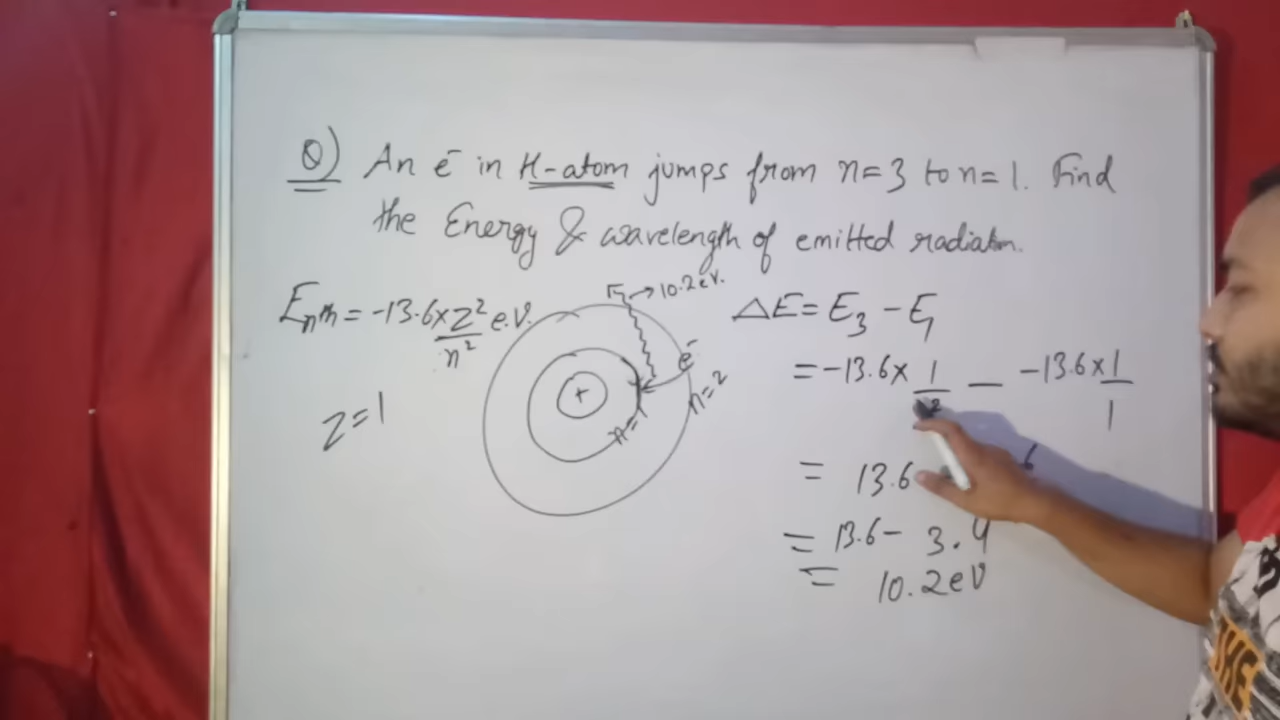 Q) An e⁻ in H-atom jumps from n=3 to n=1. Find
the Energy & wavelength of emitted radiation.
Enth = -13.6×Z²/n² e.V.
Z=1
→10.2eV.
+
e⁻
n=1
n=2
ΔE= E3 - E1
= -13.6× 1/ — -13.6×1/1
= 13.6
= 13.6 - 3.4
= 10.2eV
THE